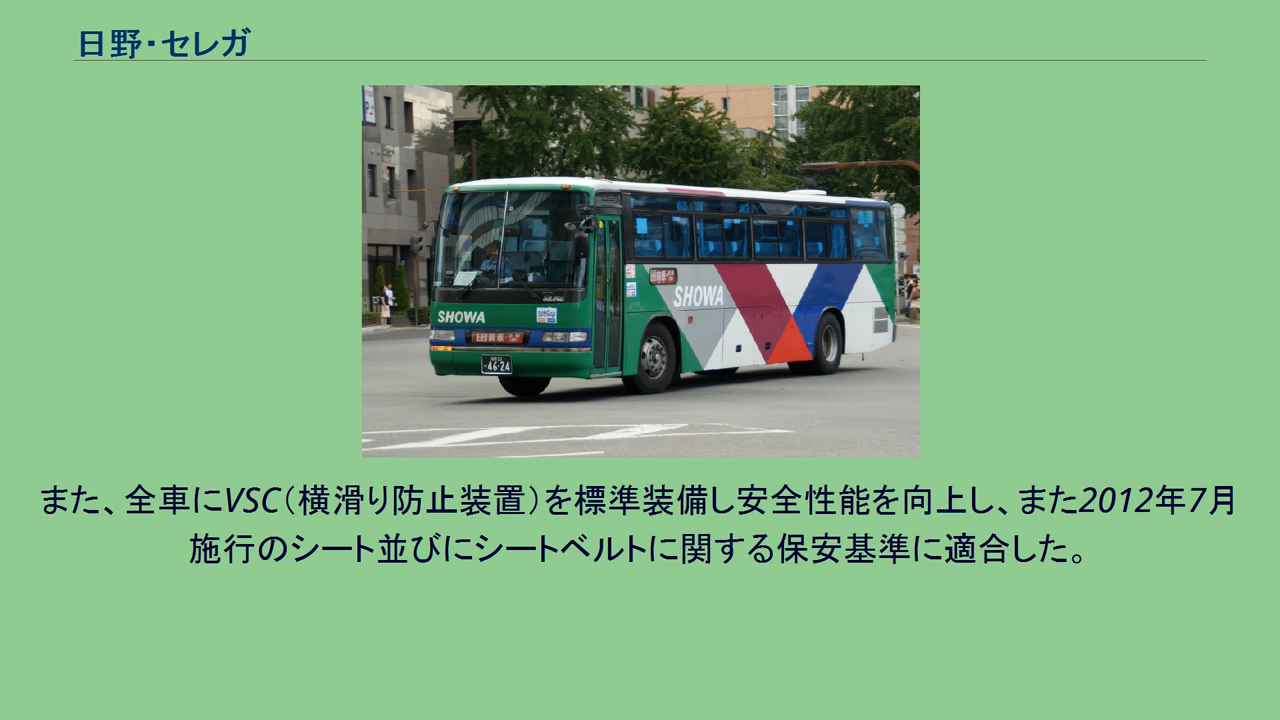 日野・セレガ
SHOWA
SHOWA
46-24
また、全車にVSC（横滑り防止装置）を標準装備し安全性能を向上し、また2012年7月
施行のシート並びにシートベルトに関する保安基準に適合した。